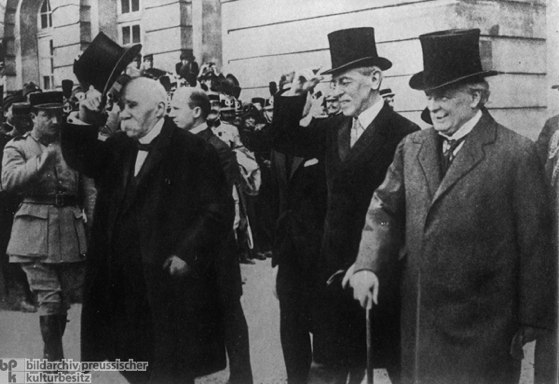 bpk bildarchiv preussischer
kulturbesitz